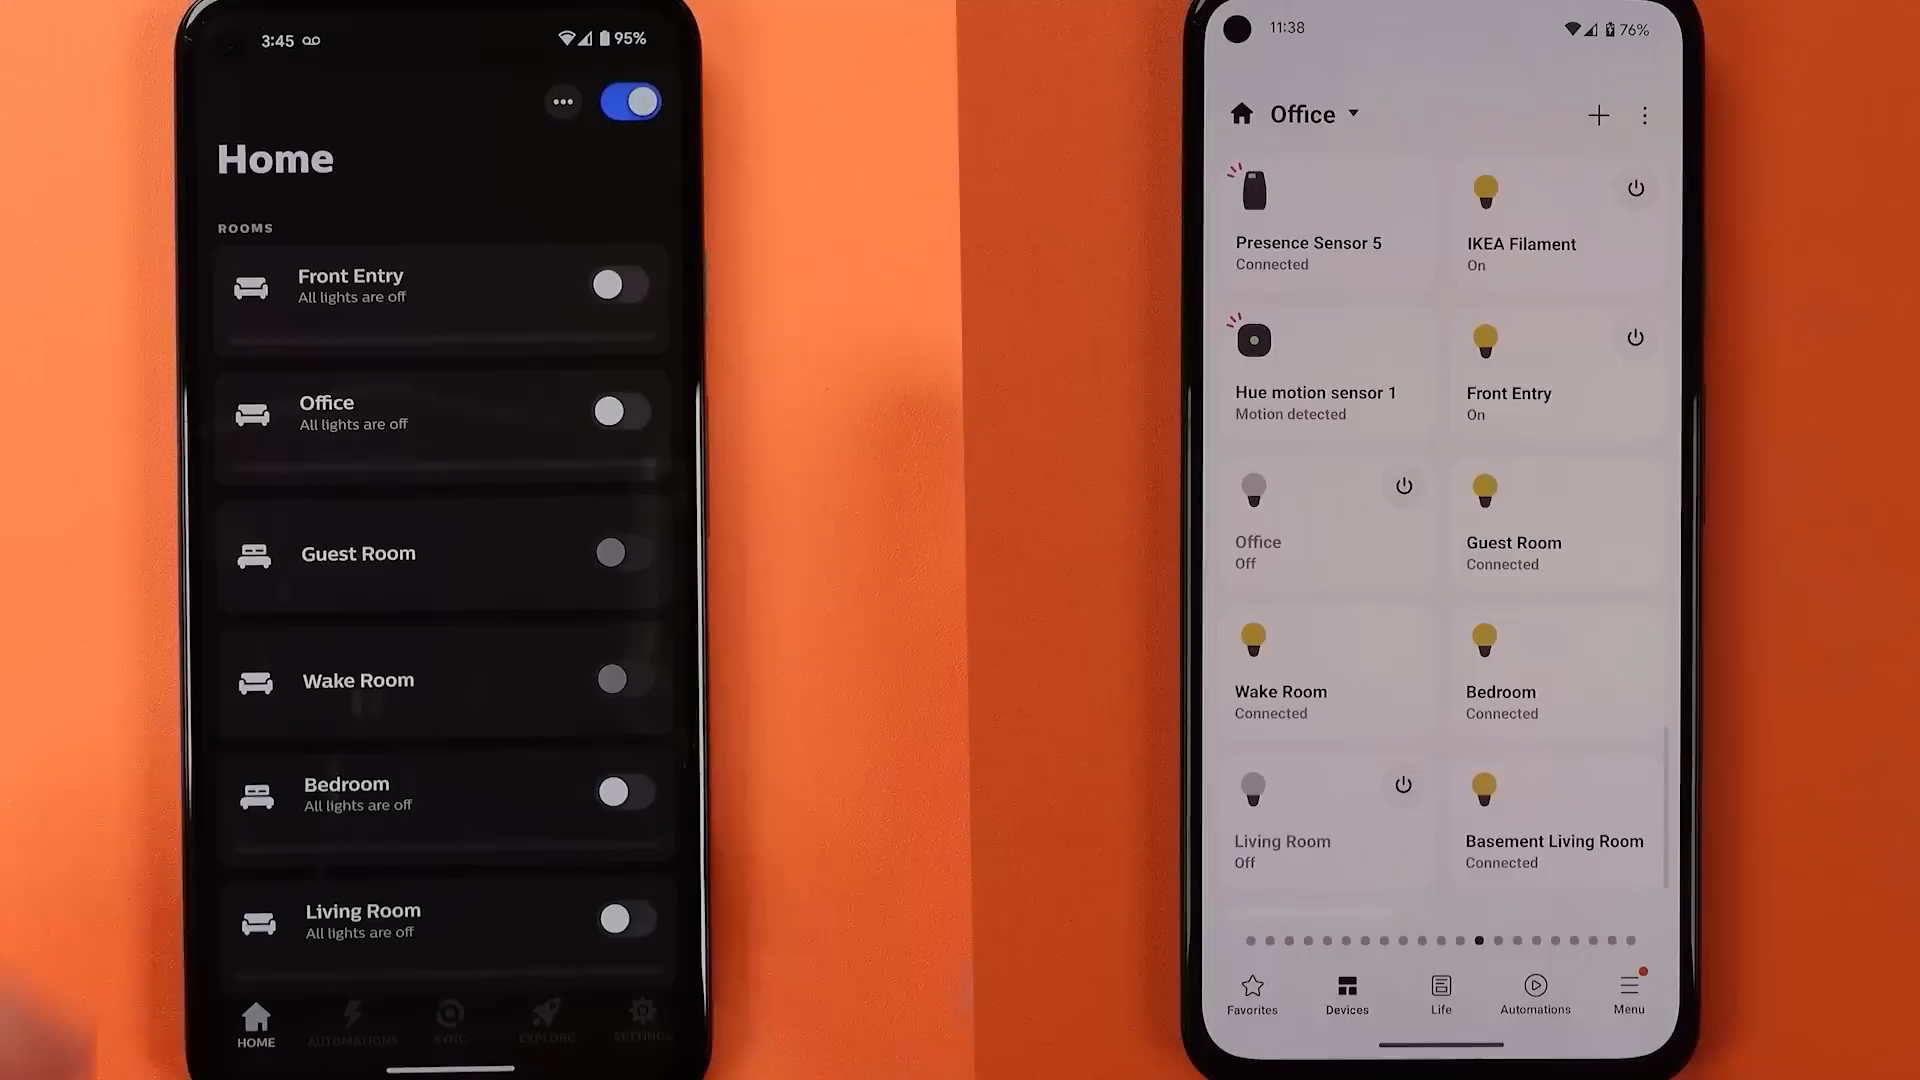 3:45
95%
Home
ROOMS
Front Entry
All lights are off
Office
All lights are off
Guest Room
Wake Room
Bedroom
All lights are off
Living Room
All lights are off
HOME
AUTOMATIONS
SYNC
EXPLORE
SETTINGS
11:38
76%
Office
Presence Sensor 5
Connected
IKEA Filament
On
Hue motion sensor 1
Motion detected
Front Entry
On
Office
Off
Guest Room
Connected
Wake Room
Connected
Bedroom
Connected
Living Room
Off
Basement Living Room
Connected
Favorites
Devices
Life
Automations
Menu